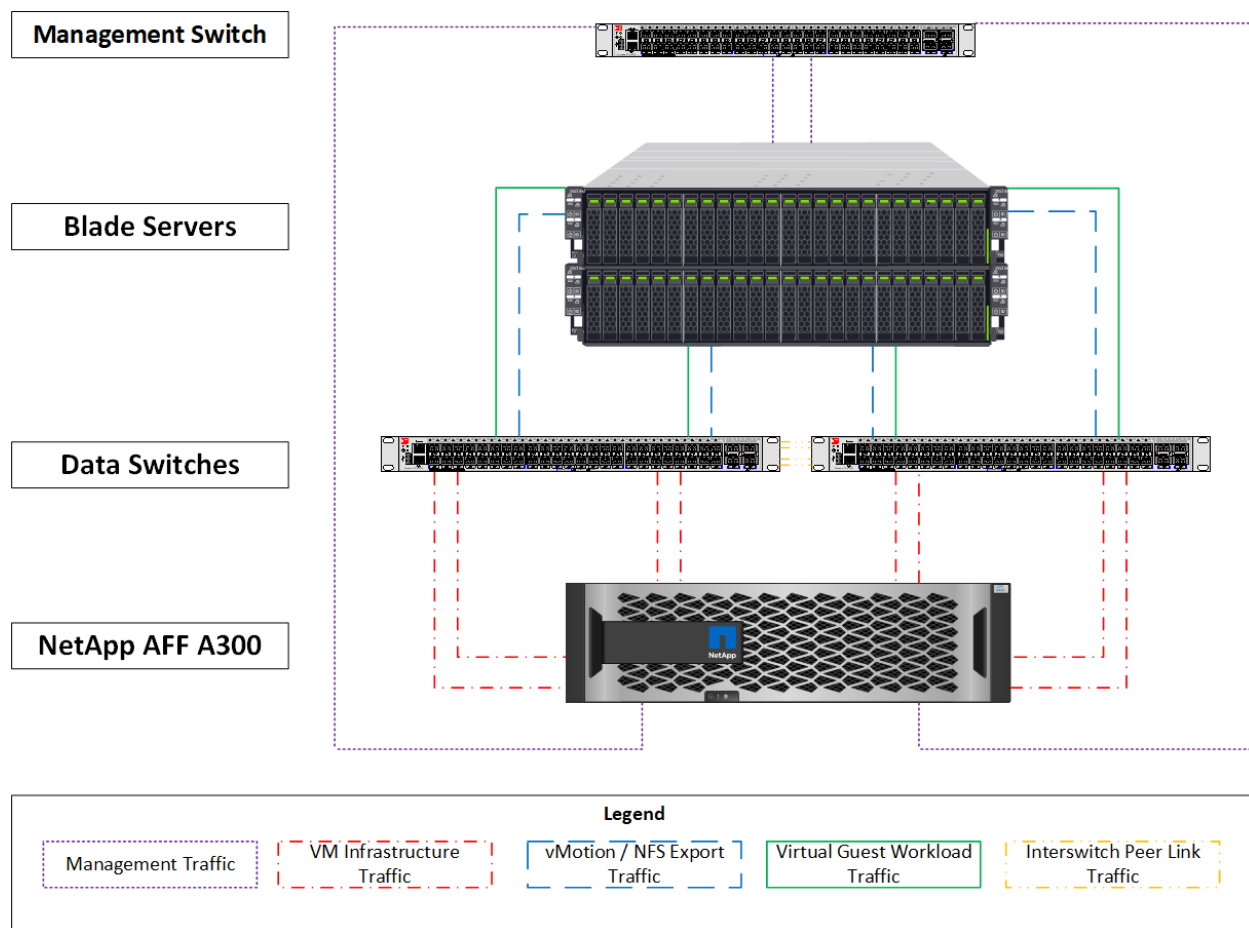 Management Switch
Blade Servers
Data Switches
NetApp AFF A300
NetApp
Legend
Management Traffic
VM Infrastructure
Traffic
vMotion / NFS Export
Traffic
Virtual Guest Workload
Traffic
Interswitch Peer Link
Traffic